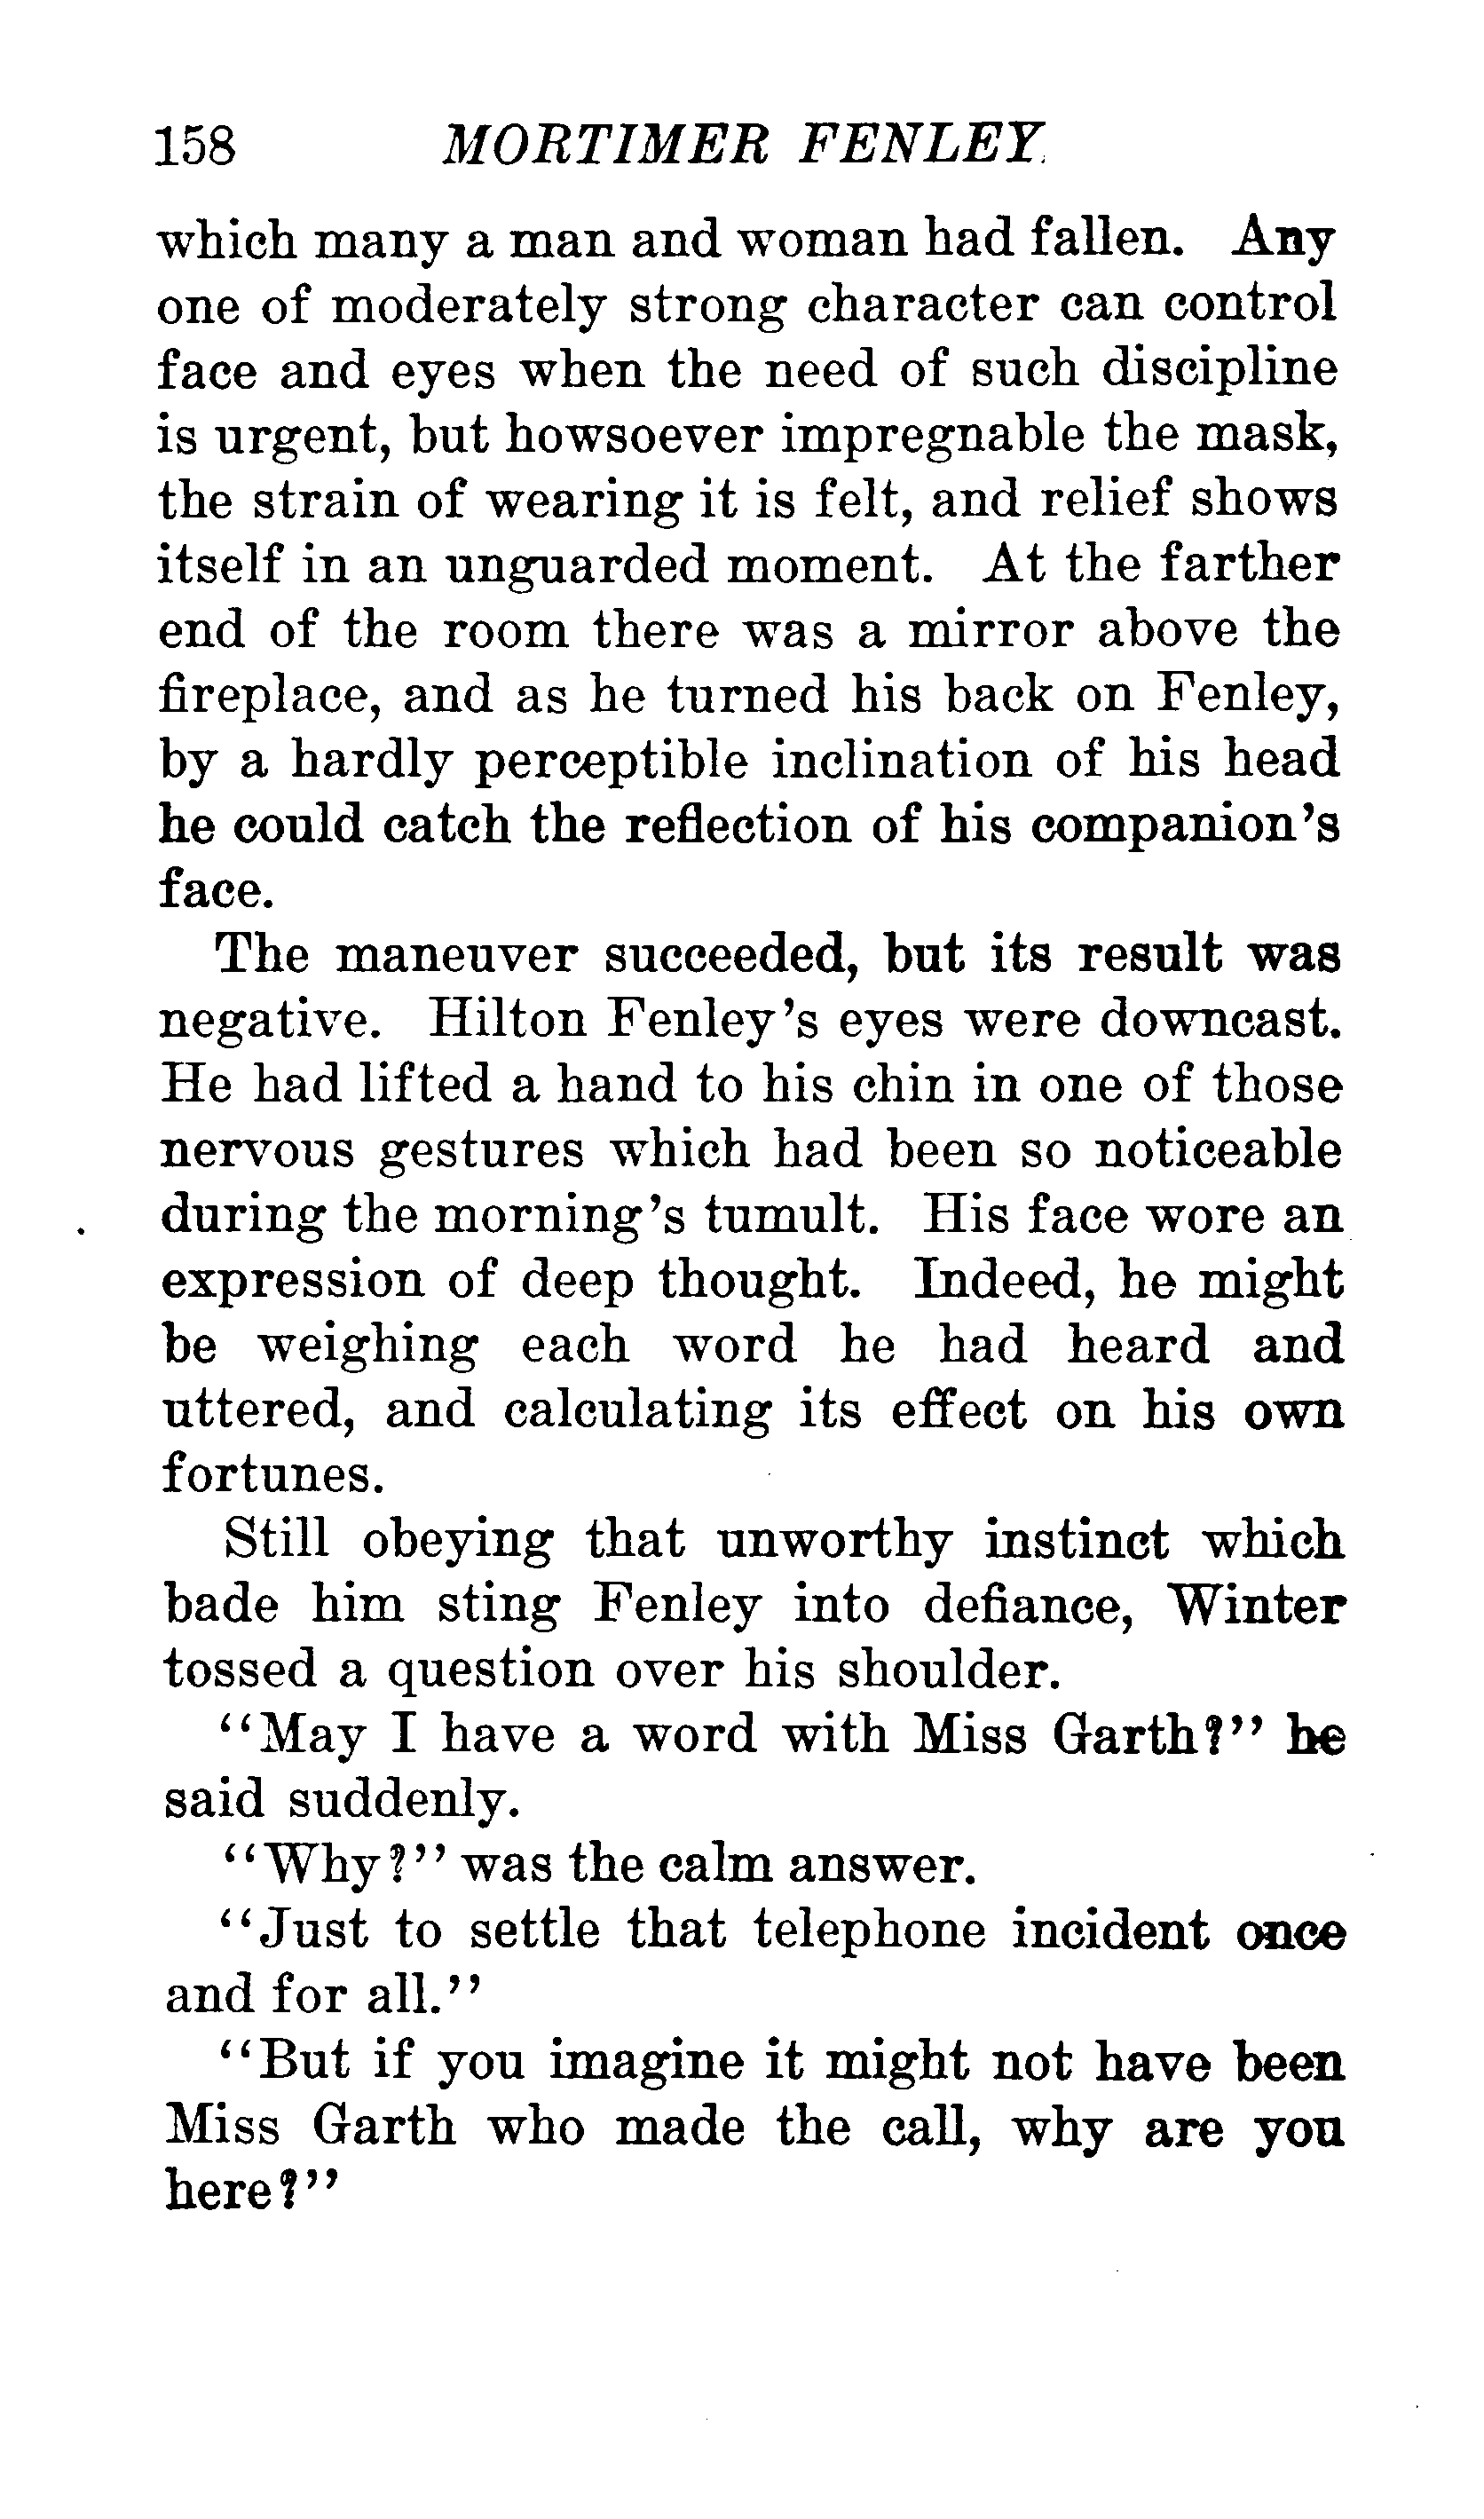 158 MORTIMER FENLEY
which many a man and woman had fallen. Any
one of moderately strong character can control
face and eyes when the need of such discipline
is urgent, but howsoever impregnable the mask,
the strain of wearing it is felt, and relief shows
itself in an unguarded moment. At the farther
end of the room there was a mirror above the
fireplace, and as he turned his back on Fenley,
by a hardly perceptible inclination of his head
he could catch the reflection of his companion's
face.
The maneuver succeeded, but its result was
negative. Hilton Fenley's eyes were downcast.
He had lifted a hand to his chin in one of those
nervous gestures which had been so noticeable
during the morning's tumult. His face wore an
expression of deep thought. Indeed, he might
be weighing each word he had heard and
uttered, and calculating its effect on his own
fortunes.
Still obeying that unworthy instinct which
bade him sting Fenley into defiance, Winter
tossed a question over his shoulder.
"May I have a word with Miss Garth?" he
said suddenly.
"Why?" was the calm answer.
"Just to settle that telephone incident once
and for all."
"But if you imagine it might not have been
Miss Garth who made the call, why are you
here?"